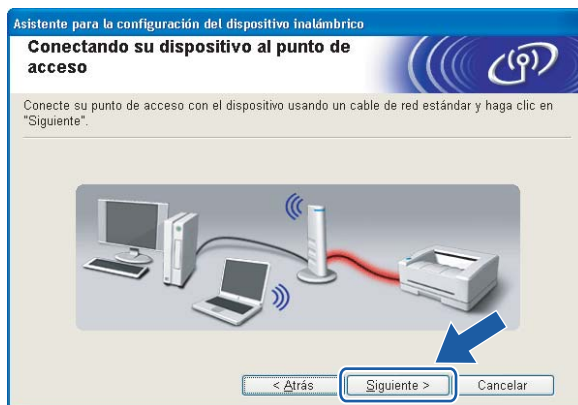 Asistente para la configuración del dispositivo inalámbrico
Conectando su dispositivo al punto de
acceso
Conecte su punto de acceso con el dispositivo usando un cable de red estándar y haga clic en
"Siguiente".
< Atrás
Siguiente >
Cancelar